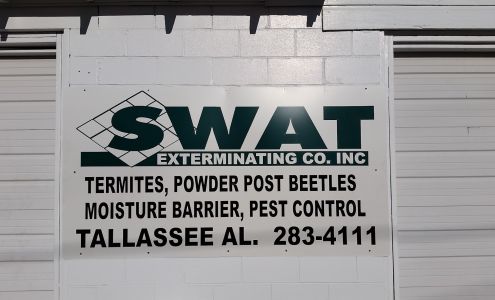 SWAT
EXTERMINATING CO. INC
TERMITES, POWDER POST BEETLES
MOISTURE BARRIER, PEST CONTROL
TALLASSEE AL. 283-4111